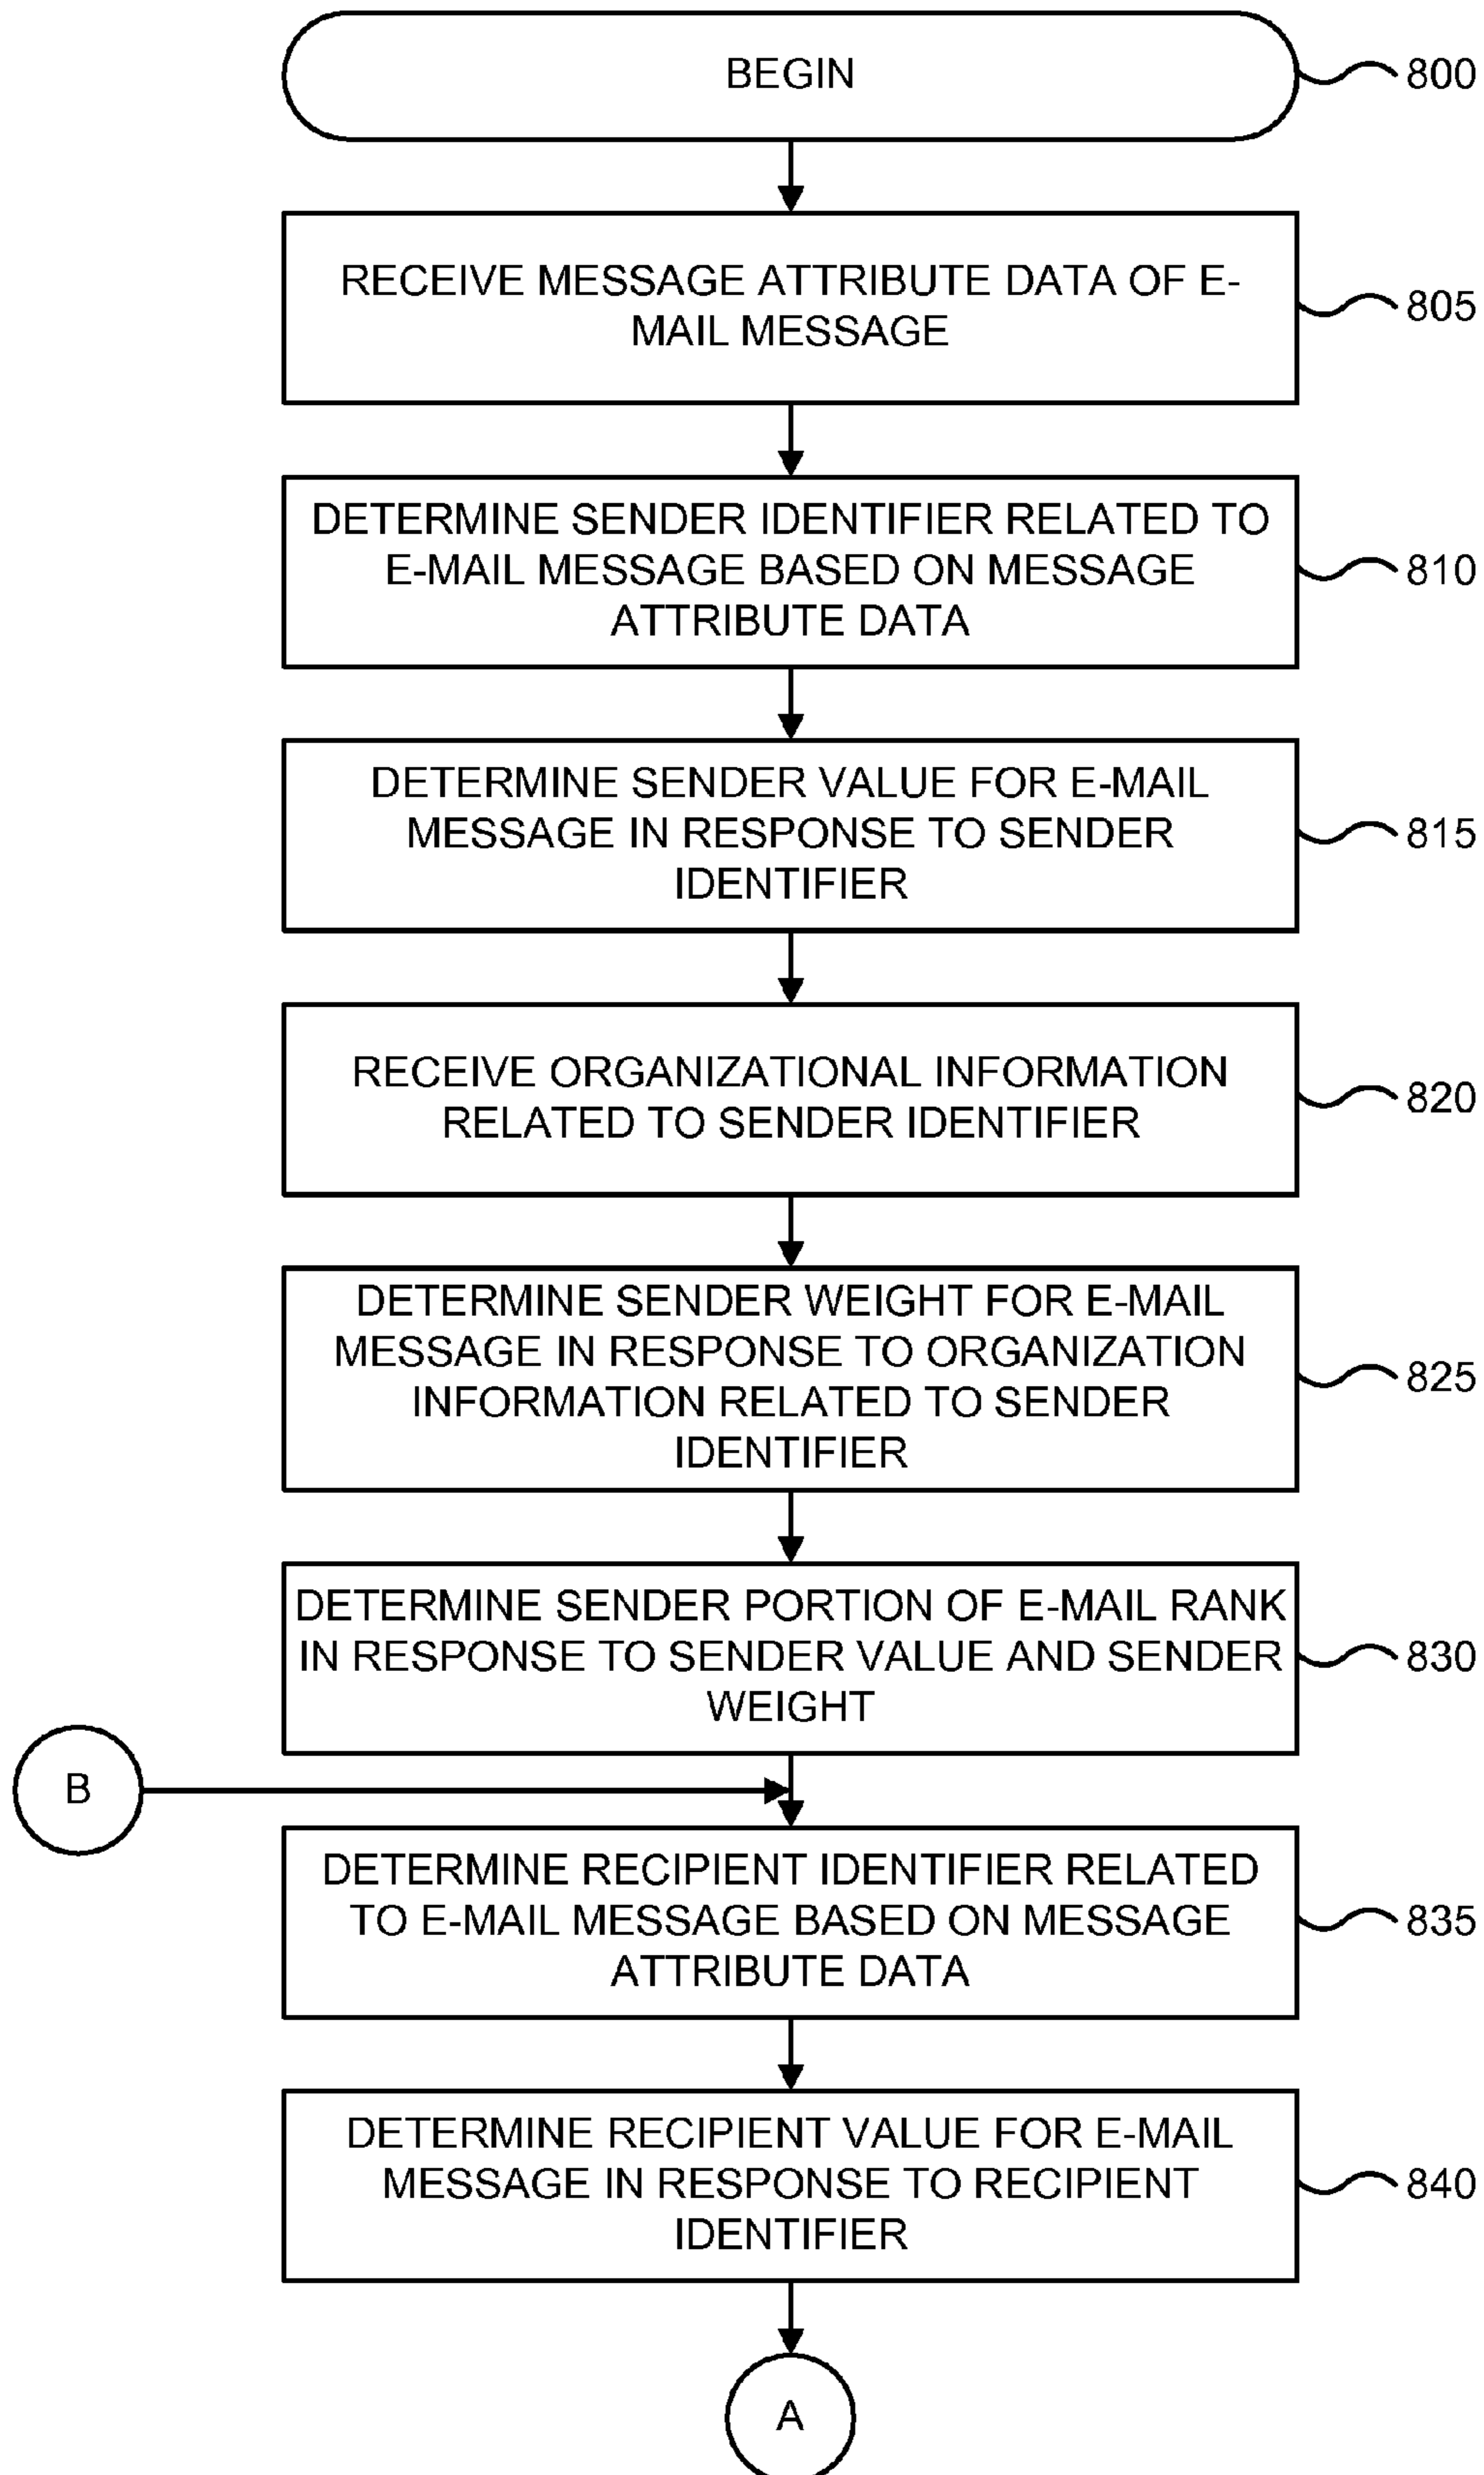 BEGIN
800
RECEIVE MESSAGE ATTRIBUTE DATA OF E-
MAIL MESSAGE
805
DETERMINE SENDER IDENTIFIER RELATED TO
E-MAIL MESSAGE BASED ON MESSAGE
ATTRIBUTE DATA
810
DETERMINE SENDER VALUE FOR E-MAIL
MESSAGE IN RESPONSE TO SENDER
IDENTIFIER
815
RECEIVE ORGANIZATIONAL INFORMATION
RELATED TO SENDER IDENTIFIER
820
DETERMINE SENDER WEIGHT FOR E-MAIL
MESSAGE IN RESPONSE TO ORGANIZATION
INFORMATION RELATED TO SENDER
IDENTIFIER
825
DETERMINE SENDER PORTION OF E-MAIL RANK
IN RESPONSE TO SENDER VALUE AND SENDER
WEIGHT
830
B
DETERMINE RECIPIENT IDENTIFIER RELATED
TO E-MAIL MESSAGE BASED ON MESSAGE
ATTRIBUTE DATA
835
DETERMINE RECIPIENT VALUE FOR E-MAIL
MESSAGE IN RESPONSE TO RECIPIENT
IDENTIFIER
840
A